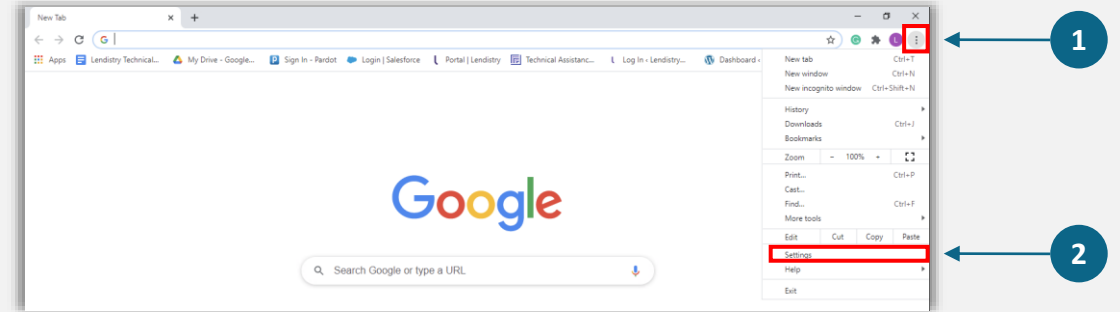 New Tab
G
Apps Lendistry Technical... My Drive - Google... Sign In - Pardot Login | Salesforce Portal | Lendistry Technical Assistanc... Log In ‹ Lendistry... Dashboard ‹
L
1
New tab Ctrl+T
New window Ctrl+N
New incognito window Ctrl+Shift+N
History
Downloads Ctrl+J
Bookmarks
Zoom - 100% +
Print... Ctrl+P
Cast...
Find... Ctrl+F
More tools
Edit Cut Copy Paste
Settings
2
Help
Exit
Google
Search Google or type a URL